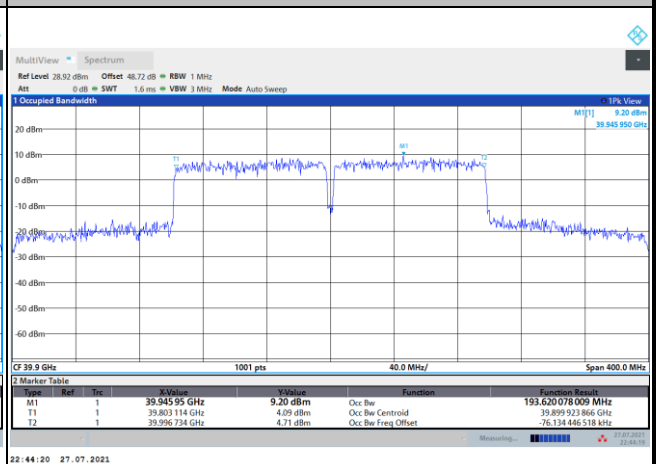 MultiView Spectrum
Ref Level 28.92 dBm Offset 48.72 dB RBW 1 MHz
Att 0 dB SWT 1.6 ms VBW 3 MHz Mode Auto Sweep
1 Occupied Bandwidth 1Pk View
M1[1] 9.20 dBm
39.945 950 GHz
20 dBm
M1
10 dBm
T1 T2
0 dBm
-10 dBm
-20 dBm
-30 dBm
-40 dBm
-50 dBm
-60 dBm
CF 39.9 GHz 1001 pts 40.0 MHz/ Span 400.0 MHz
2 Marker Table
Type Ref Trc X-Value Y-Value Function Function Result
M1 1 39.945 95 GHz 9.20 dBm Occ Bw 193.620 078 009 MHz
T1 1 39.803 114 GHz 4.09 dBm Occ Bw Centroid 39.899 923 866 GHz
T2 1 39.996 734 GHz 4.71 dBm Occ Bw Freq Offset -76.134 446 518 kHz
Measuring... 27.07.2021
22:44:19
22:44:20 27.07.2021